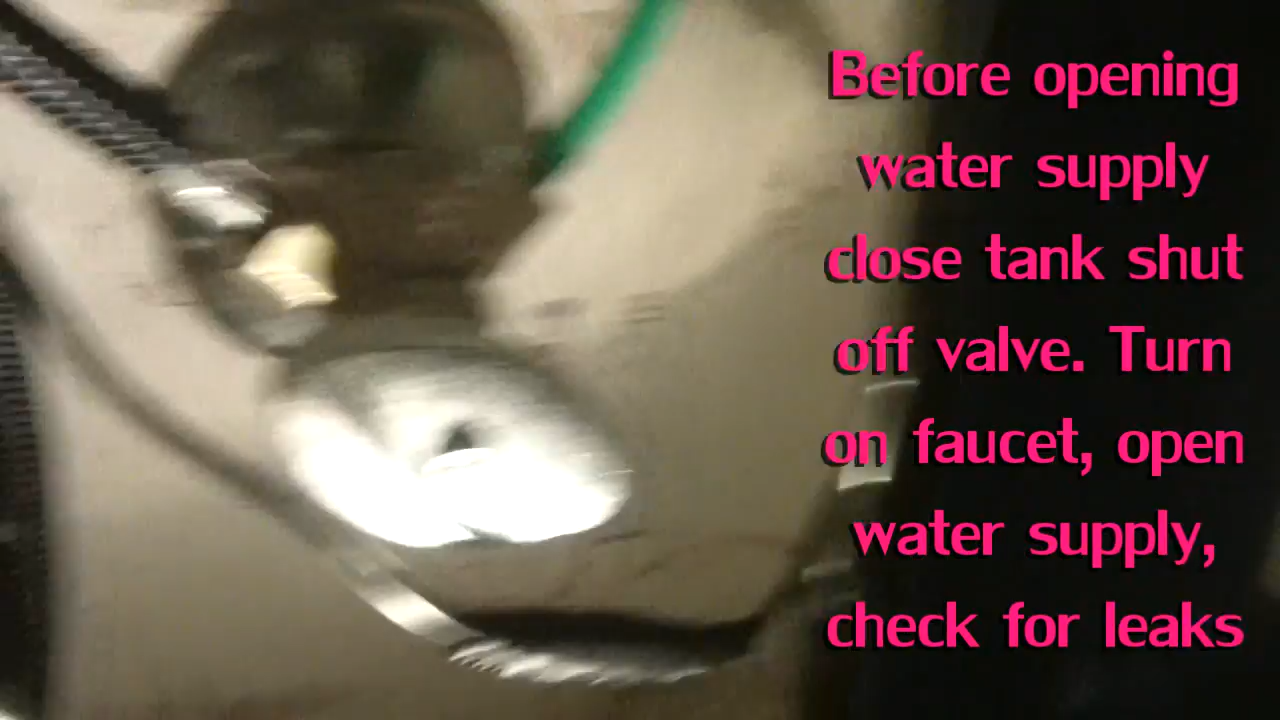 Before opening
water supply
close tank shut
off valve. Turn
on faucet, open
water supply,
check for leaks